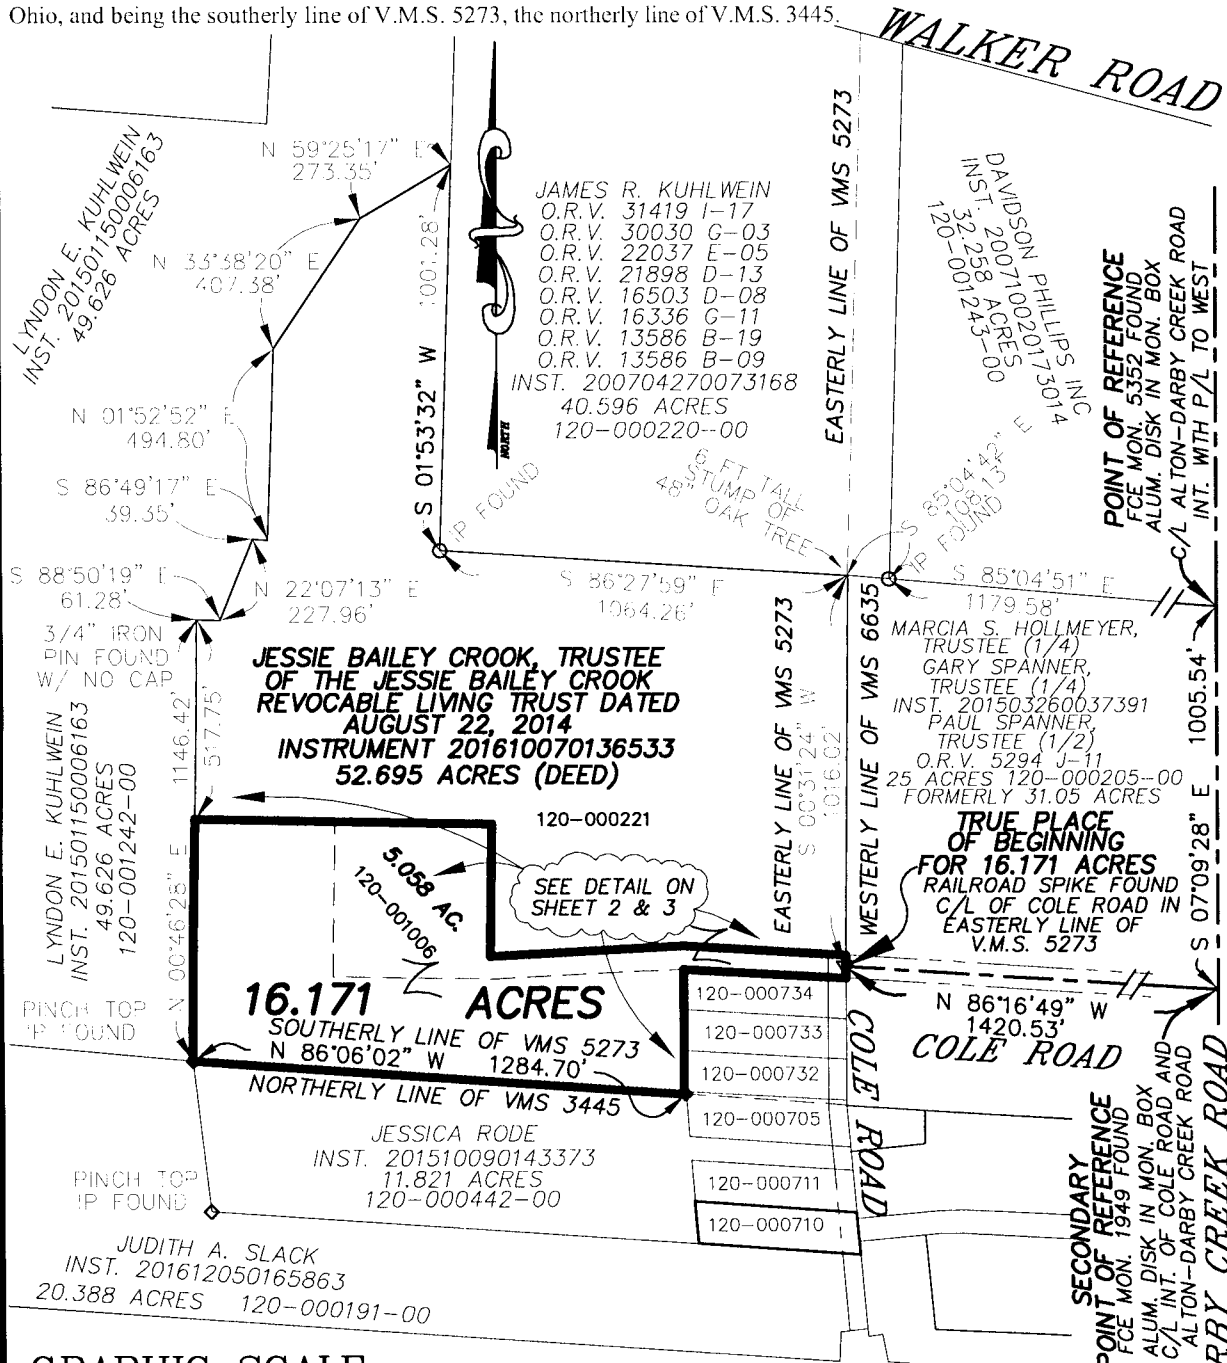 Ohio, and being the southerly line of V.M.S. 5273, the northerly line of V.M.S. 3445.
WALKER ROAD
LYNDON E. KUHLWEIN
INST. 201501150006163
49.626 ACRES
N 59°25'17" E
273.35'
N 33°38'20" E
407.38'
N 01°52'52" E
494.80'
S 86°49'17" E
39.35'
S 88°50'19" E
61.28'
N 22°07'13" E
227.96'
3/4" IRON
PIN FOUND
W/ NO CAP
S 01°53'32" W 1001.28'
IP FOUND
NORTH
JAMES R. KUHLWEIN
O.R.V. 31419 I-17
O.R.V. 30030 G-03
O.R.V. 22037 E-05
O.R.V. 21898 D-13
O.R.V. 16503 D-08
O.R.V. 16336 G-11
O.R.V. 13586 B-19
O.R.V. 13586 B-09
INST. 200704270073168
40.596 ACRES
120-000220-00
EASTERLY LINE OF VMS 5273
DAVIDSON PHILLIPS INC
INST. 200710020173014
32.258 ACRES
120-001243-00
POINT OF REFERENCE
FCE MON. 5352 FOUND
ALUM. DISK IN MON. BOX
C/L ALTON-DARBY CREEK ROAD
INT. WITH P/L TO WEST
6 FT TALL
STUMP OF
48" OAK TREE
S 85°04'42" E
108.13'
IP FOUND
S 86°27'59" E
1064.26'
S 85°04'51" E
1179.58'
JESSIE BAILEY CROOK, TRUSTEE
OF THE JESSIE BAILEY CROOK
REVOCABLE LIVING TRUST DATED
AUGUST 22, 2014
INSTRUMENT 201610070136533
52.695 ACRES (DEED)
120-000221
EASTERLY LINE OF VMS 5273
S 00°31'24" W
1016.02
WESTERLY LINE OF VMS 6635
MARCIA S. HOLLMEYER,
TRUSTEE (1/4)
GARY SPANNER,
TRUSTEE (1/4)
INST. 201503260037391
PAUL SPANNER,
TRUSTEE (1/2)
O.R.V. 5294 J-11
25 ACRES 120-000205-00
FORMERLY 31.05 ACRES
S 07°09'28" E 1005.54'
TRUE PLACE
OF BEGINNING
FOR 16.171 ACRES
RAILROAD SPIKE FOUND
C/L OF COLE ROAD IN
EASTERLY LINE OF
V.M.S. 5273
LYNDON E. KUHLWEIN
INST. 201501150006163
49.626 ACRES
120-001242-00
N 00°46'28" E 1146.42'
517.75'
PINCH TOP
IP FOUND
5.058 AC.
120-001006
SEE DETAIL ON
SHEET 2 & 3
16.171 ACRES
SOUTHERLY LINE OF VMS 5273
N 86°06'02" W 1284.70'
NORTHERLY LINE OF VMS 3445
120-000734
120-000733
120-000732
120-000705
120-000711
120-000710
COLE ROAD
N 86°16'49" W
1420.53'
COLE ROAD
JESSICA RODE
INST. 201510090143373
11.821 ACRES
120-000442-00
PINCH TOP
IP FOUND
JUDITH A. SLACK
INST. 201612050165863
20.388 ACRES 120-000191-00
SECONDARY
POINT OF REFERENCE
FCE MON. 1949 FOUND
ALUM. DISK IN MON. BOX
C/L INT. OF COLE ROAD AND
ALTON-DARBY CREEK ROAD
RBY CREEK ROAD
GRAPHIC SCALE